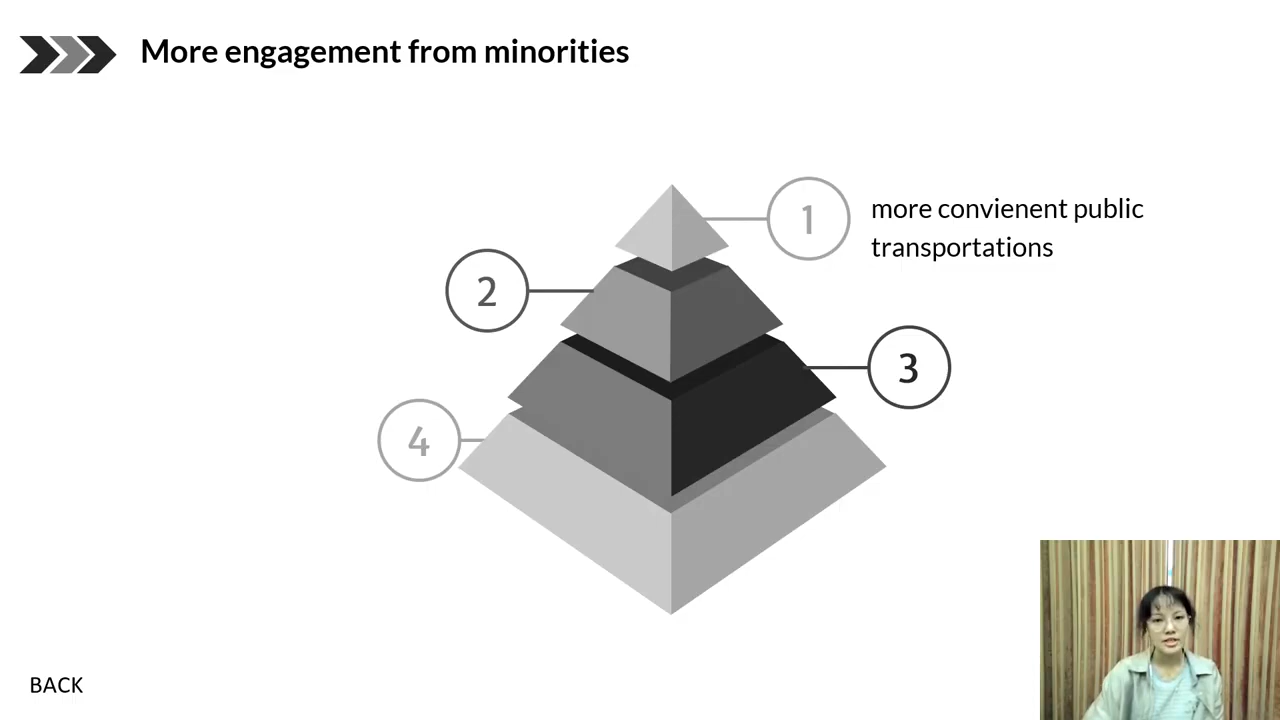 More engagement from minorities
1
more convienent public
transportations
2
3
4
BACK